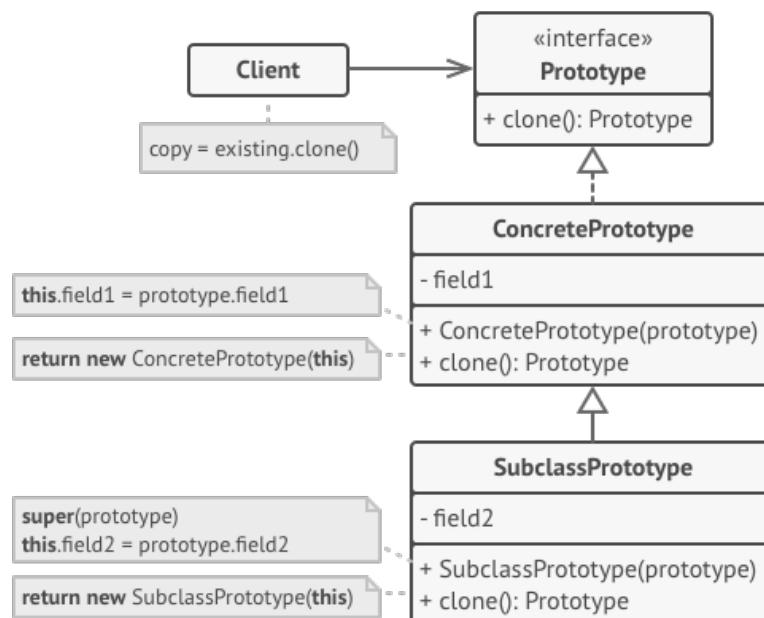 Client
«interface»
Prototype
+ clone(): Prototype
copy = existing.clone()
ConcretePrototype
- field1
this.field1 = prototype.field1
+ ConcretePrototype(prototype)
return new ConcretePrototype(this)
+ clone(): Prototype
SubclassPrototype
- field2
super(prototype)
this.field2 = prototype.field2
+ SubclassPrototype(prototype)
return new SubclassPrototype(this)
+ clone(): Prototype